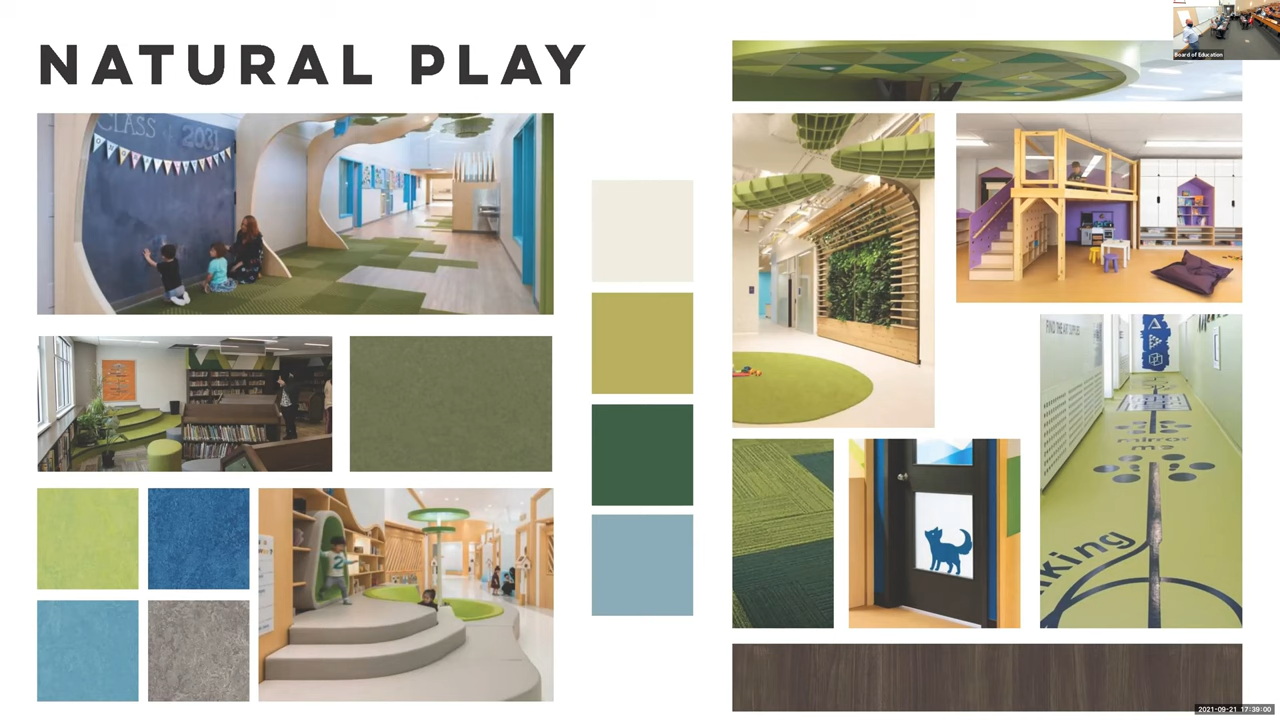 NATURAL PLAY
Board of Education
CLASS of 2031
FIND THE ART SUPPLIES
mirror
me
king
2
2021-09-21 17:39:00